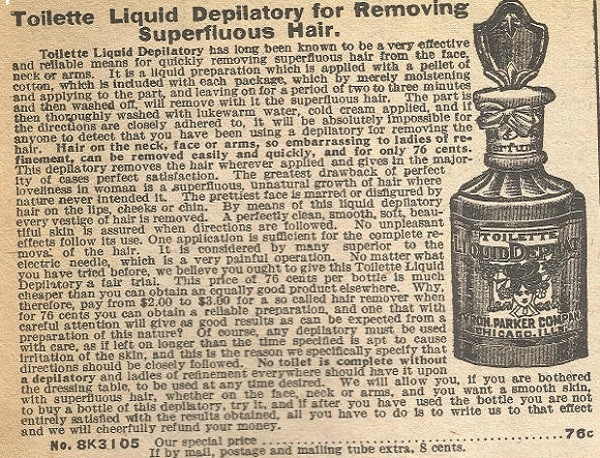 Toilette Liquid Depilatory for Removing
Superfluous Hair.
Toilette Liquid Depilatory has long been known to be a very effective
and reliable means for quickly removing superfluous hair from the face,
neck or arms. It is a liquid preparation which is applied with a pellet of
cotton, which is included with each package, which by merely moistening
and applying to the part, and leaving on for a period of two to three minutes
and then washed off, will remove with it the superfluous hair. The part is
then thoroughly washed with lukewarm water, cold cream applied, and if
the directions are closely adhered to, it will be absolutely impossible for
anyone to detect that you have been using a depilatory for removing the
hair. Hair on the neck, face or arms, so embarrassing to ladies of re-
finement, can be removed easily and quickly, and for only 76 cents.
This depilatory removes the hair wherever applied and gives in the major-
ity of cases perfect satisfaction. The greatest drawback of perfect
loveliness in woman is a superfluous, unnatural growth of hair where
nature never intended it. The prettiest face is marred or disfigured by
hair on the lips, cheeks or chin. By means of this liquid depilatory
every vestige of hair is removed. A perfectly clean, smooth, soft, beau-
tiful skin is assured when directions are followed. No unpleasant
effects follow its use. One application is sufficient for the complete re-
moval of the hair. It is considered by many superior to the
electric needle, which is a very painful operation. No matter what
you have tried before, we believe you ought to give this Toilette Liquid
Depilatory a fair trial. This price of 76 cents per bottle is much
cheaper than you can obtain an equally good product elsewhere. Why,
therefore, pay from $2.00 to $3.00 for a so called hair remover when
for 76 cents you can obtain a reliable preparation, and one that with
careful attention will give as good results as can be expected from a
preparation of this nature? Of course, any depilatory must be used
with care, as if left on longer than the time specified is apt to cause
irritation of the skin, and this is the reason we specifically specify that
directions should be closely followed. No toilet is complete without
a depilatory and ladies of refinement everywhere should have it upon
the dressing table, to be used at any time desired. We will allow you, if you are bothered
with superfluous hair, whether on the face, neck or arms, and you want a smooth skin,
to buy a bottle of this depilatory, try it, and if after you have used the bottle you are not
entirely satisfied with the results obtained, all you have to do is to write us to that effect
and we will cheerfully refund your money.
No. 8K3105 Our special price ........ 76c
If by mail, postage and mailing tube extra, 8 cents.
TOILETTE
PARKER COMPAN
CHICAGO, ILL.